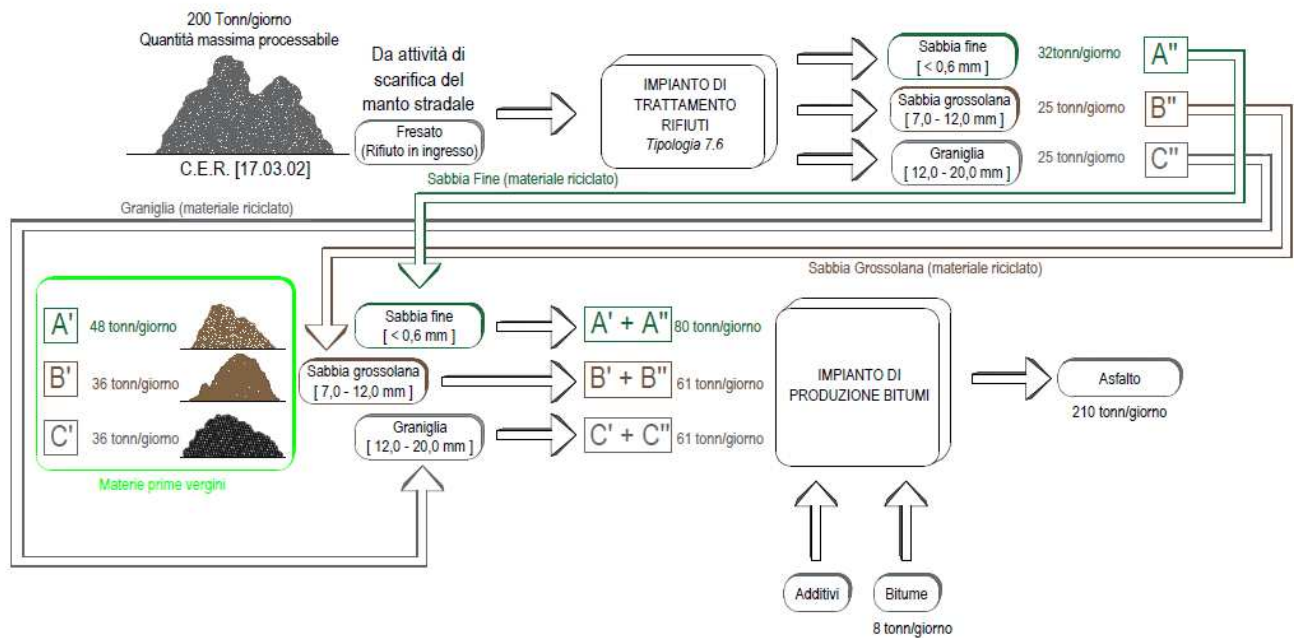 200 Tonn/giorno
Quantità massima processabile
C.E.R. [17.03.02]
Da attività di
scarifica del
manto stradale
Fresato
(Rifiuto in ingresso)
IMPIANTO DI
TRATTAMENTO
RIFIUTI
Tipologia 7.6
Sabbia fine
[ < 0,6 mm ]
32tonn/giorno
A"
Sabbia grossolana
[ 7,0 - 12,0 mm ]
25 tonn/giorno
B"
Graniglia
[ 12,0 - 20,0 mm ]
25 tonn/giorno
C"
Sabbia Fine (materiale riciclato)
Graniglia (materiale riciclato)
Sabbia Grossolana (materiale riciclato)
A' 48 tonn/giorno
B' 36 tonn/giorno
C' 36 tonn/giorno
Materie prime vergini
Sabbia fine
[ < 0,6 mm ]
A' + A" 80 tonn/giorno
Sabbia grossolana
[ 7,0 - 12,0 mm ]
B' + B" 61 tonn/giorno
Graniglia
[ 12,0 - 20,0 mm ]
C' + C" 61 tonn/giorno
IMPIANTO DI
PRODUZIONE BITUMI
Asfalto
210 tonn/giorno
Additivi
Bitume
8 tonn/giorno